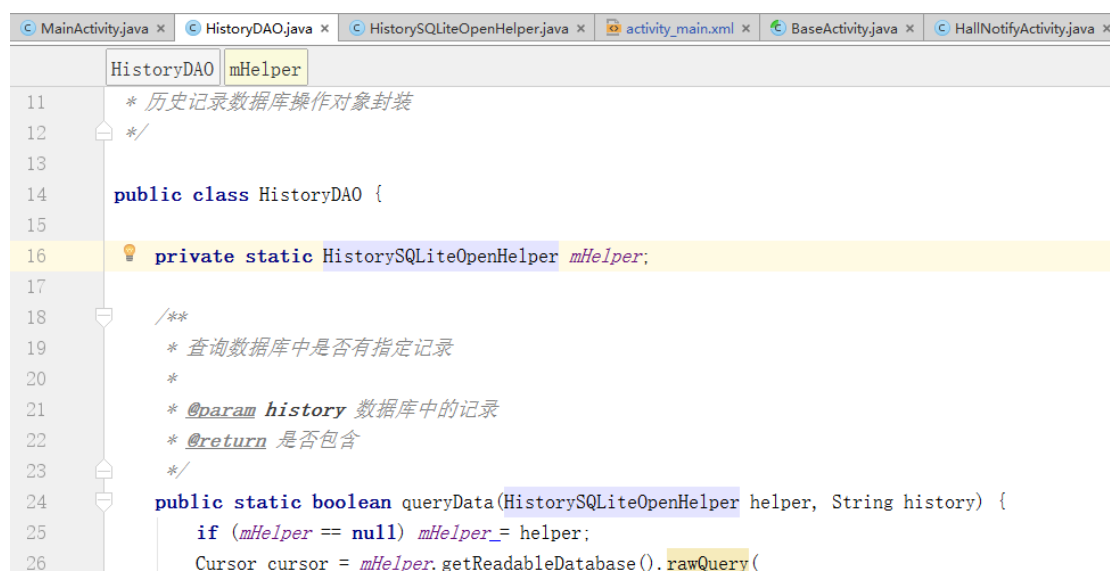 MainActivity.java × HistoryDAO.java × HistorySQLiteOpenHelper.java × activity_main.xml × BaseActivity.java × HallNotifyActivity.java ×
HistoryDAO mHelper
11 * 历史记录数据库操作对象封装
12 */
13
14 public class HistoryDAO {
15
16 private static HistorySQLiteOpenHelper mHelper;
17
18 /**
19 * 查询数据库中是否有指定记录
20 *
21 * @param history 数据库中的记录
22 * @return 是否包含
23 */
24 public static boolean queryData(HistorySQLiteOpenHelper helper, String history) {
25 if (mHelper == null) mHelper = helper;
26 Cursor cursor = mHelper.getReadableDatabase().rawQuery(